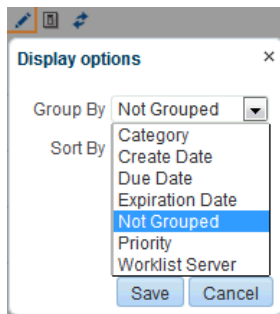 Display options
Group By Not Grouped
Sort By
Category
Create Date
Due Date
Expiration Date
Not Grouped
Priority
Worklist Server
Save Cancel